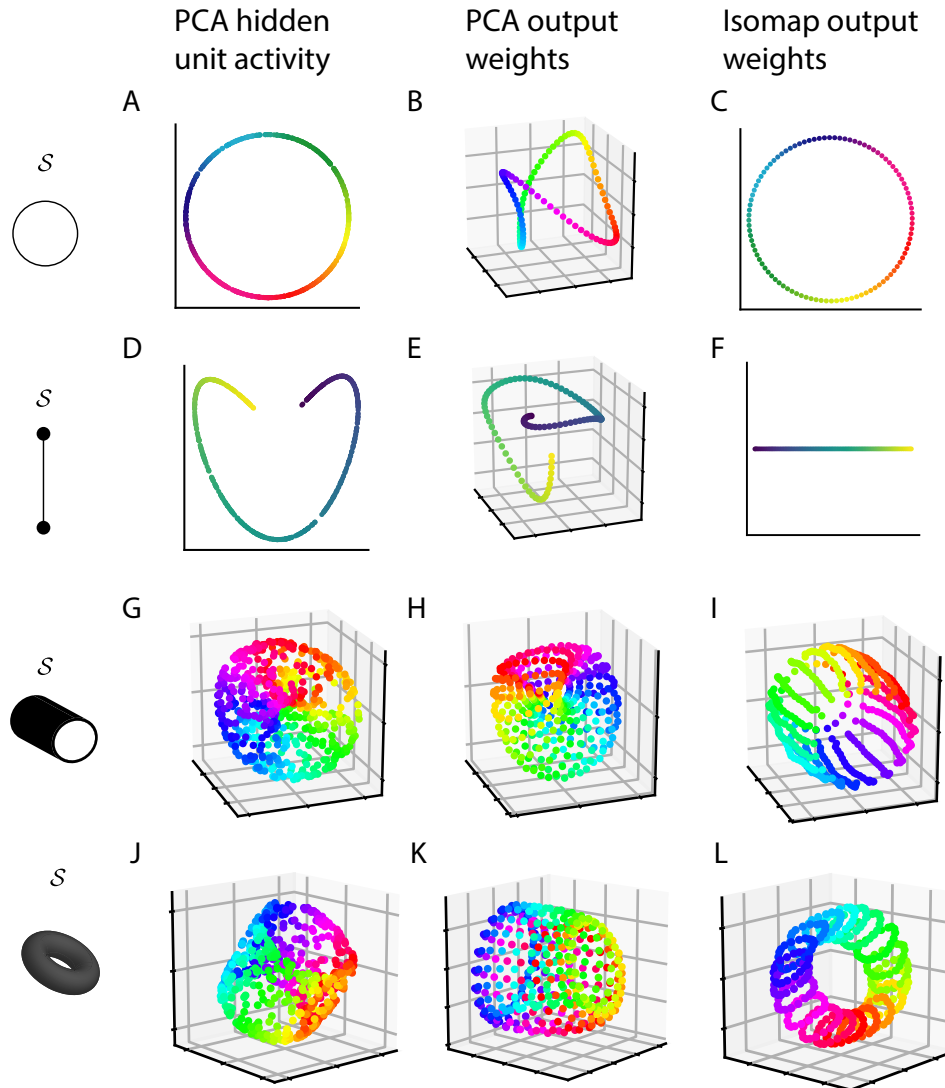 PCA hidden
unit activity
PCA output
weights
Isomap output
weights
A
B
C
S
D
E
F
S
G
H
I
S
J
K
L
S